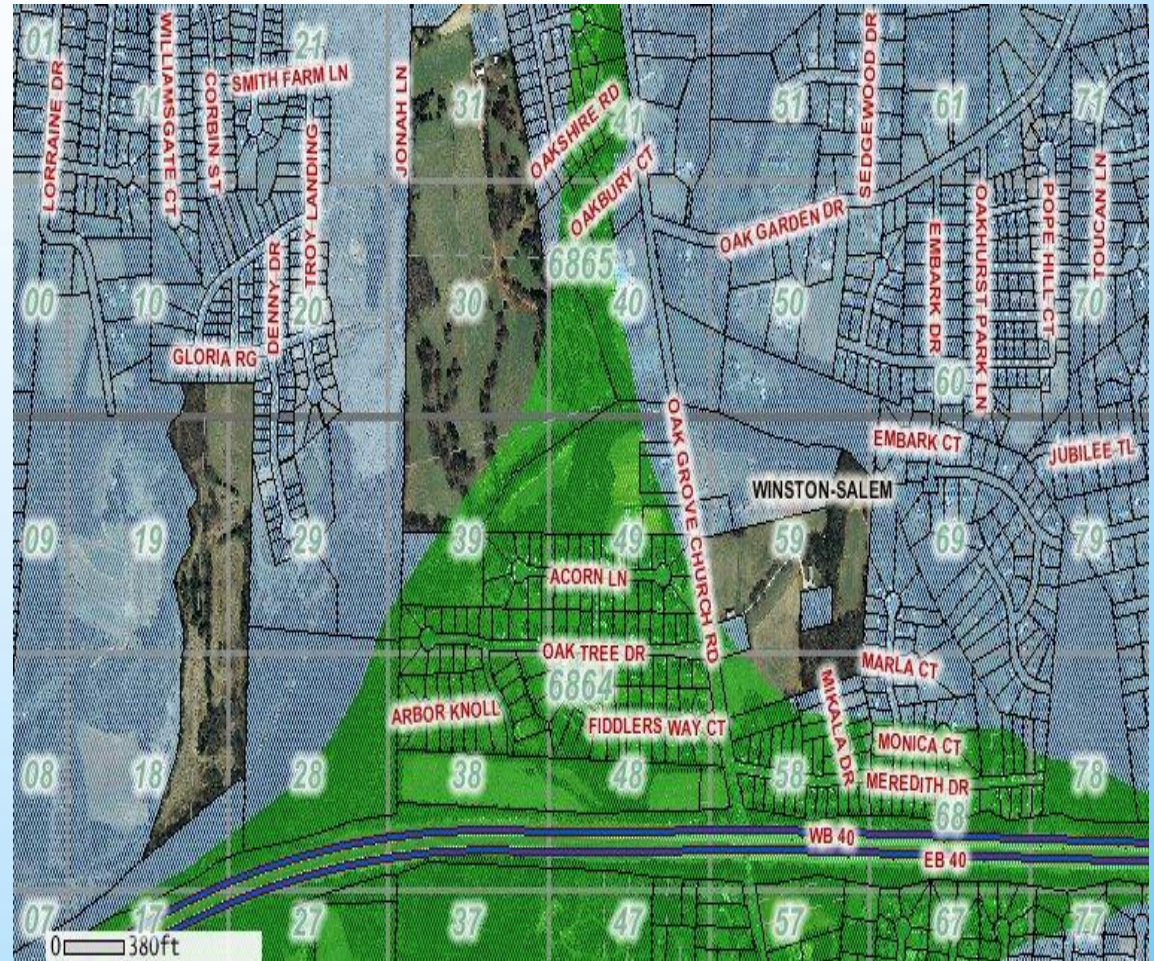 01
LORRAINE DR
WILLIAMSGATE CT
11
CORBIN ST
21
SMITH FARM LN
TROY LANDING
JONAH LN
31
OAKSHIRE RD
41
OAKBURY CT
51
SEDGEWOOD DR
61
71
OAK GARDEN DR
EMBARK DR
OAKHURST PARK LN
POPE HILL CT
TOUCAN LN
6865
00
10
DENNY DR
20
30
40
50
60
70
GLORIA RG
OAK GROVE CHURCH RD
EMBARK CT
JUBILEE TL
WINSTON-SALEM
09
19
29
39
49
59
69
79
ACORN LN
OAK TREE DR
MARLA CT
6864
ARBOR KNOLL
FIDDLERS WAY CT
MIKALA DR
MONICA CT
08
18
28
38
48
58
MEREDITH DR
68
78
WB 40
EB 40
07
17
27
37
47
57
67
77
0 380ft